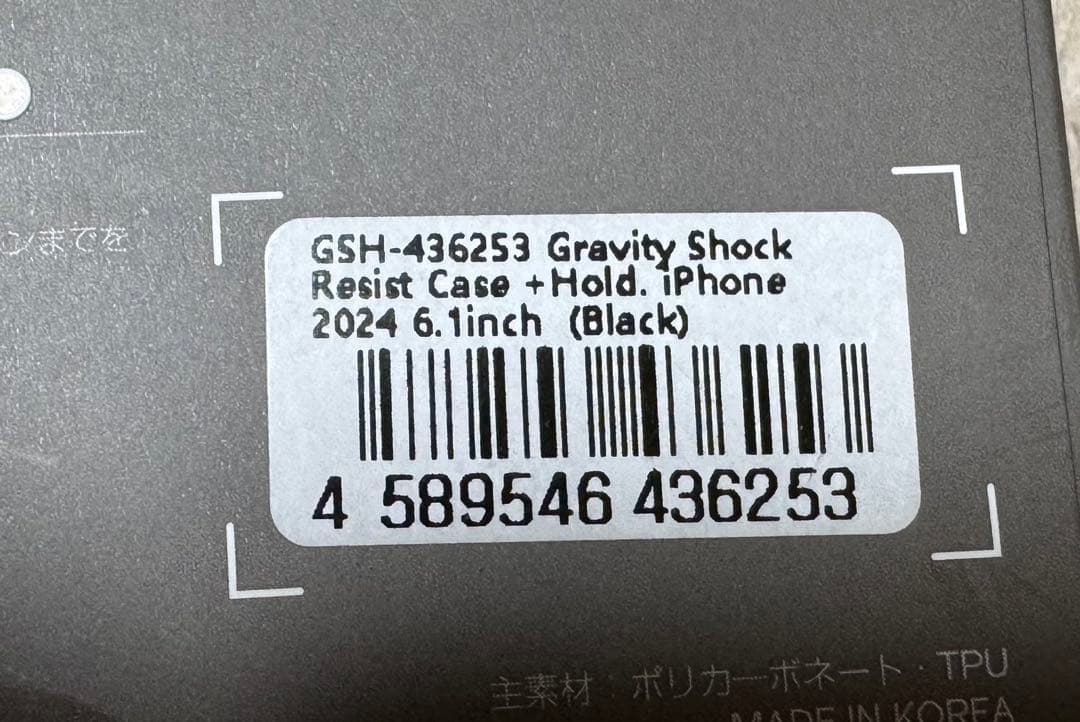 ンまでを
GSH-436253 Gravity Shock
Resist Case +Hold. iPhone
2024 6.1inch (Black)
4 589546 436253
主素材：ポリカーボネート・TPU
MADE IN KOREA